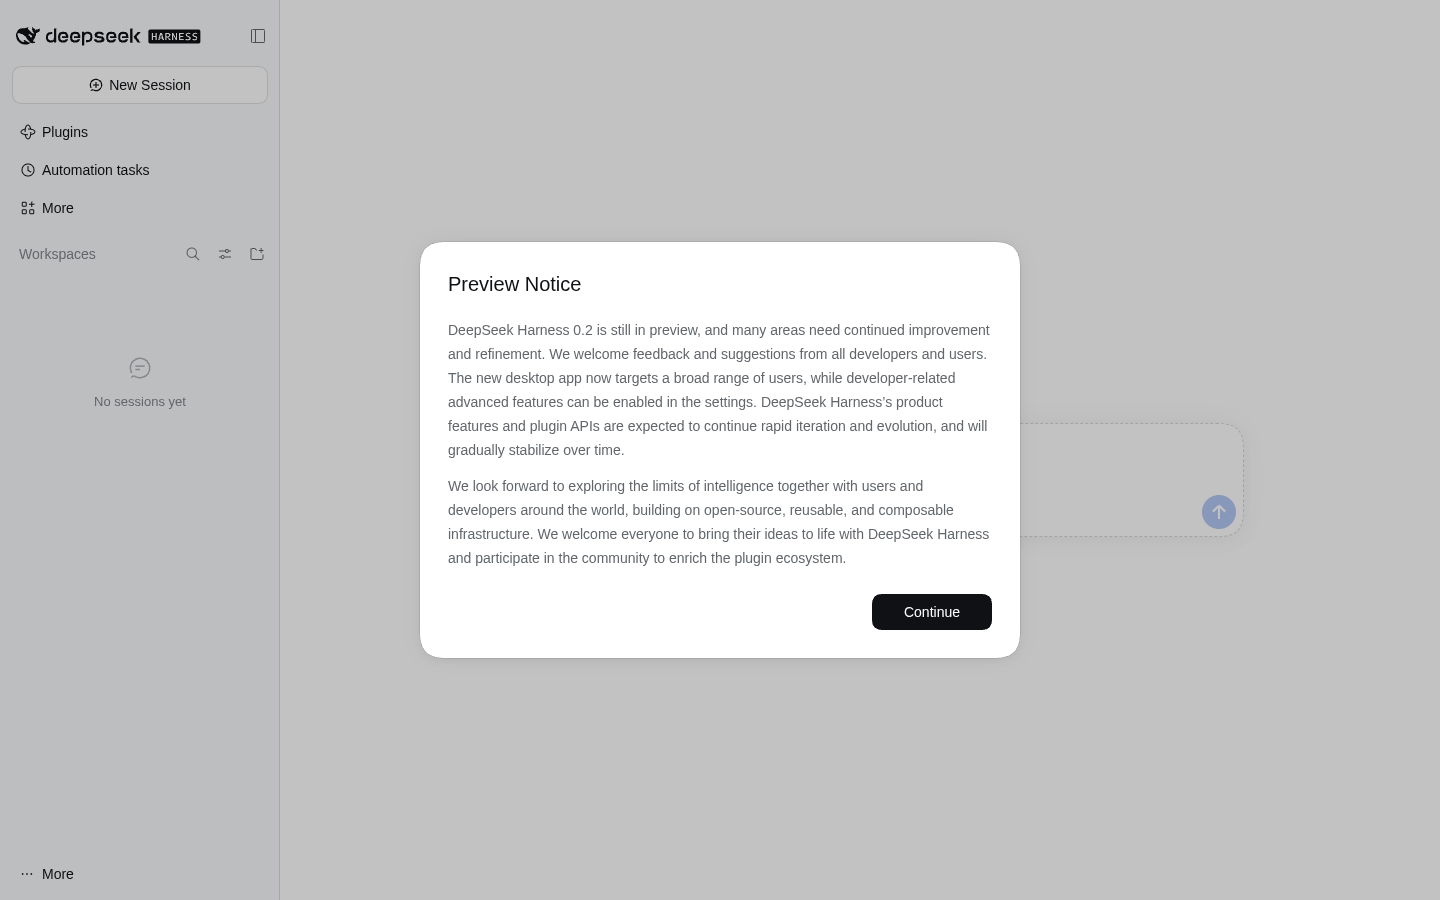 deepseek HARNESS
New Session
Plugins
Automation tasks
More
Workspaces
No sessions yet
More
Preview Notice
DeepSeek Harness 0.2 is still in preview, and many areas need continued improvement
and refinement. We welcome feedback and suggestions from all developers and users.
The new desktop app now targets a broad range of users, while developer-related
advanced features can be enabled in the settings. DeepSeek Harness’s product
features and plugin APIs are expected to continue rapid iteration and evolution, and will
gradually stabilize over time.
We look forward to exploring the limits of intelligence together with users and
developers around the world, building on open-source, reusable, and composable
infrastructure. We welcome everyone to bring their ideas to life with DeepSeek Harness
and participate in the community to enrich the plugin ecosystem.
Continue